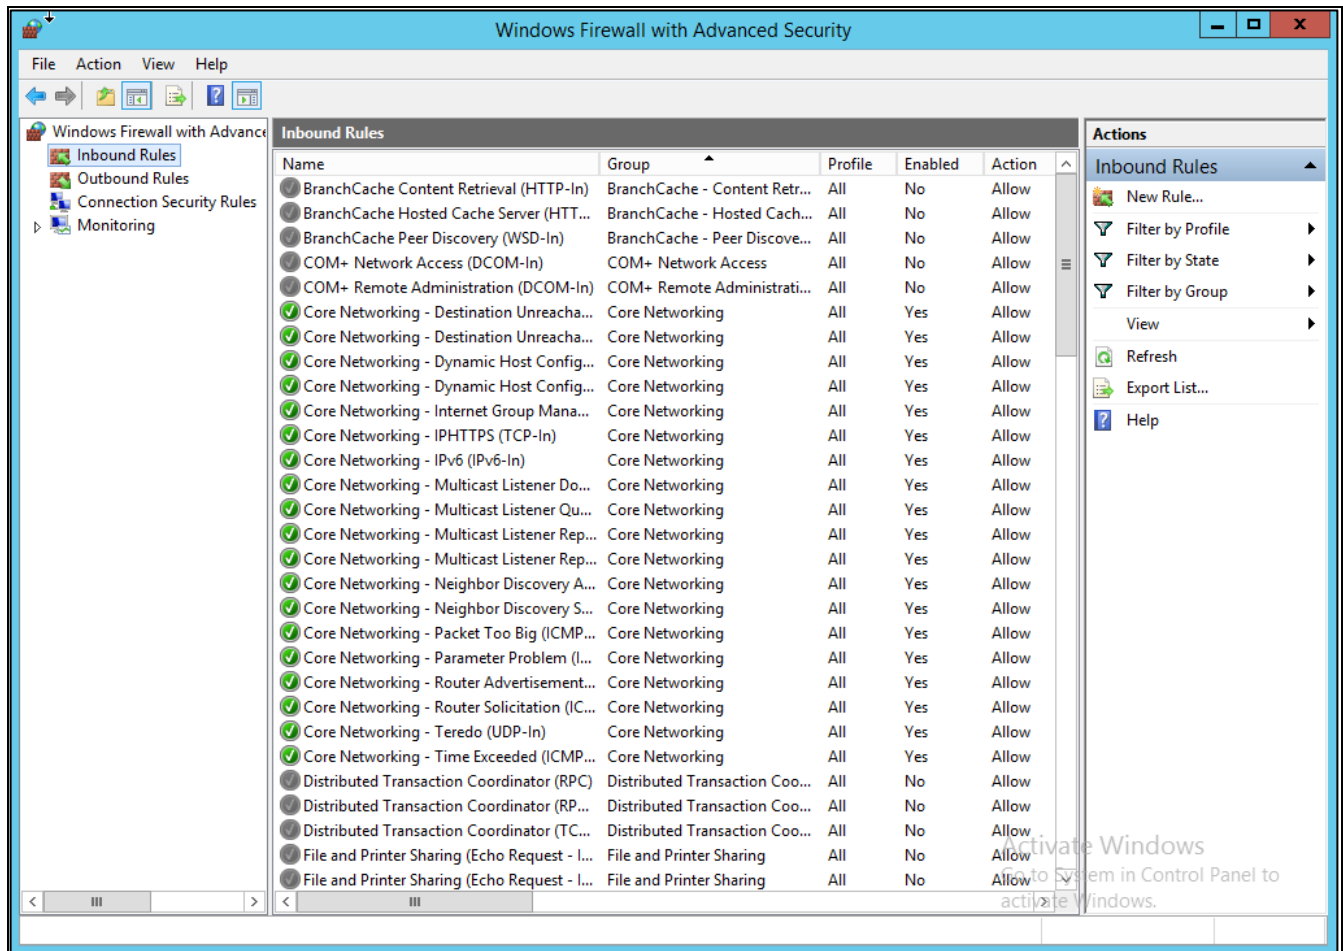 Windows Firewall with Advanced Security
File Action View Help
Windows Firewall with Advance
Inbound Rules
Outbound Rules
Connection Security Rules
Monitoring
Inbound Rules
Name Group Profile Enabled Action
BranchCache Content Retrieval (HTTP-In) BranchCache - Content Retr... All No Allow
BranchCache Hosted Cache Server (HTT... BranchCache - Hosted Cach... All No Allow
BranchCache Peer Discovery (WSD-In) BranchCache - Peer Discove... All No Allow
COM+ Network Access (DCOM-In) COM+ Network Access All No Allow
COM+ Remote Administration (DCOM-In) COM+ Remote Administrati... All No Allow
Core Networking - Destination Unreacha... Core Networking All Yes Allow
Core Networking - Destination Unreacha... Core Networking All Yes Allow
Core Networking - Dynamic Host Config... Core Networking All Yes Allow
Core Networking - Dynamic Host Config... Core Networking All Yes Allow
Core Networking - Internet Group Mana... Core Networking All Yes Allow
Core Networking - IPHTTPS (TCP-In) Core Networking All Yes Allow
Core Networking - IPv6 (IPv6-In) Core Networking All Yes Allow
Core Networking - Multicast Listener Do... Core Networking All Yes Allow
Core Networking - Multicast Listener Qu... Core Networking All Yes Allow
Core Networking - Multicast Listener Rep... Core Networking All Yes Allow
Core Networking - Multicast Listener Rep... Core Networking All Yes Allow
Core Networking - Neighbor Discovery A... Core Networking All Yes Allow
Core Networking - Neighbor Discovery S... Core Networking All Yes Allow
Core Networking - Packet Too Big (ICMP... Core Networking All Yes Allow
Core Networking - Parameter Problem (I... Core Networking All Yes Allow
Core Networking - Router Advertisement... Core Networking All Yes Allow
Core Networking - Router Solicitation (IC... Core Networking All Yes Allow
Core Networking - Teredo (UDP-In) Core Networking All Yes Allow
Core Networking - Time Exceeded (ICMP... Core Networking All Yes Allow
Distributed Transaction Coordinator (RPC) Distributed Transaction Coo... All No Allow
Distributed Transaction Coordinator (RP... Distributed Transaction Coo... All No Allow
Distributed Transaction Coordinator (TC... Distributed Transaction Coo... All No Allow
File and Printer Sharing (Echo Request - I... File and Printer Sharing All No Allow
File and Printer Sharing (Echo Request - I... File and Printer Sharing All No Allow
Actions
Inbound Rules
New Rule...
Filter by Profile
Filter by State
Filter by Group
View
Refresh
Export List...
Help
Activate Windows
Go to System in Control Panel to
activate Windows.